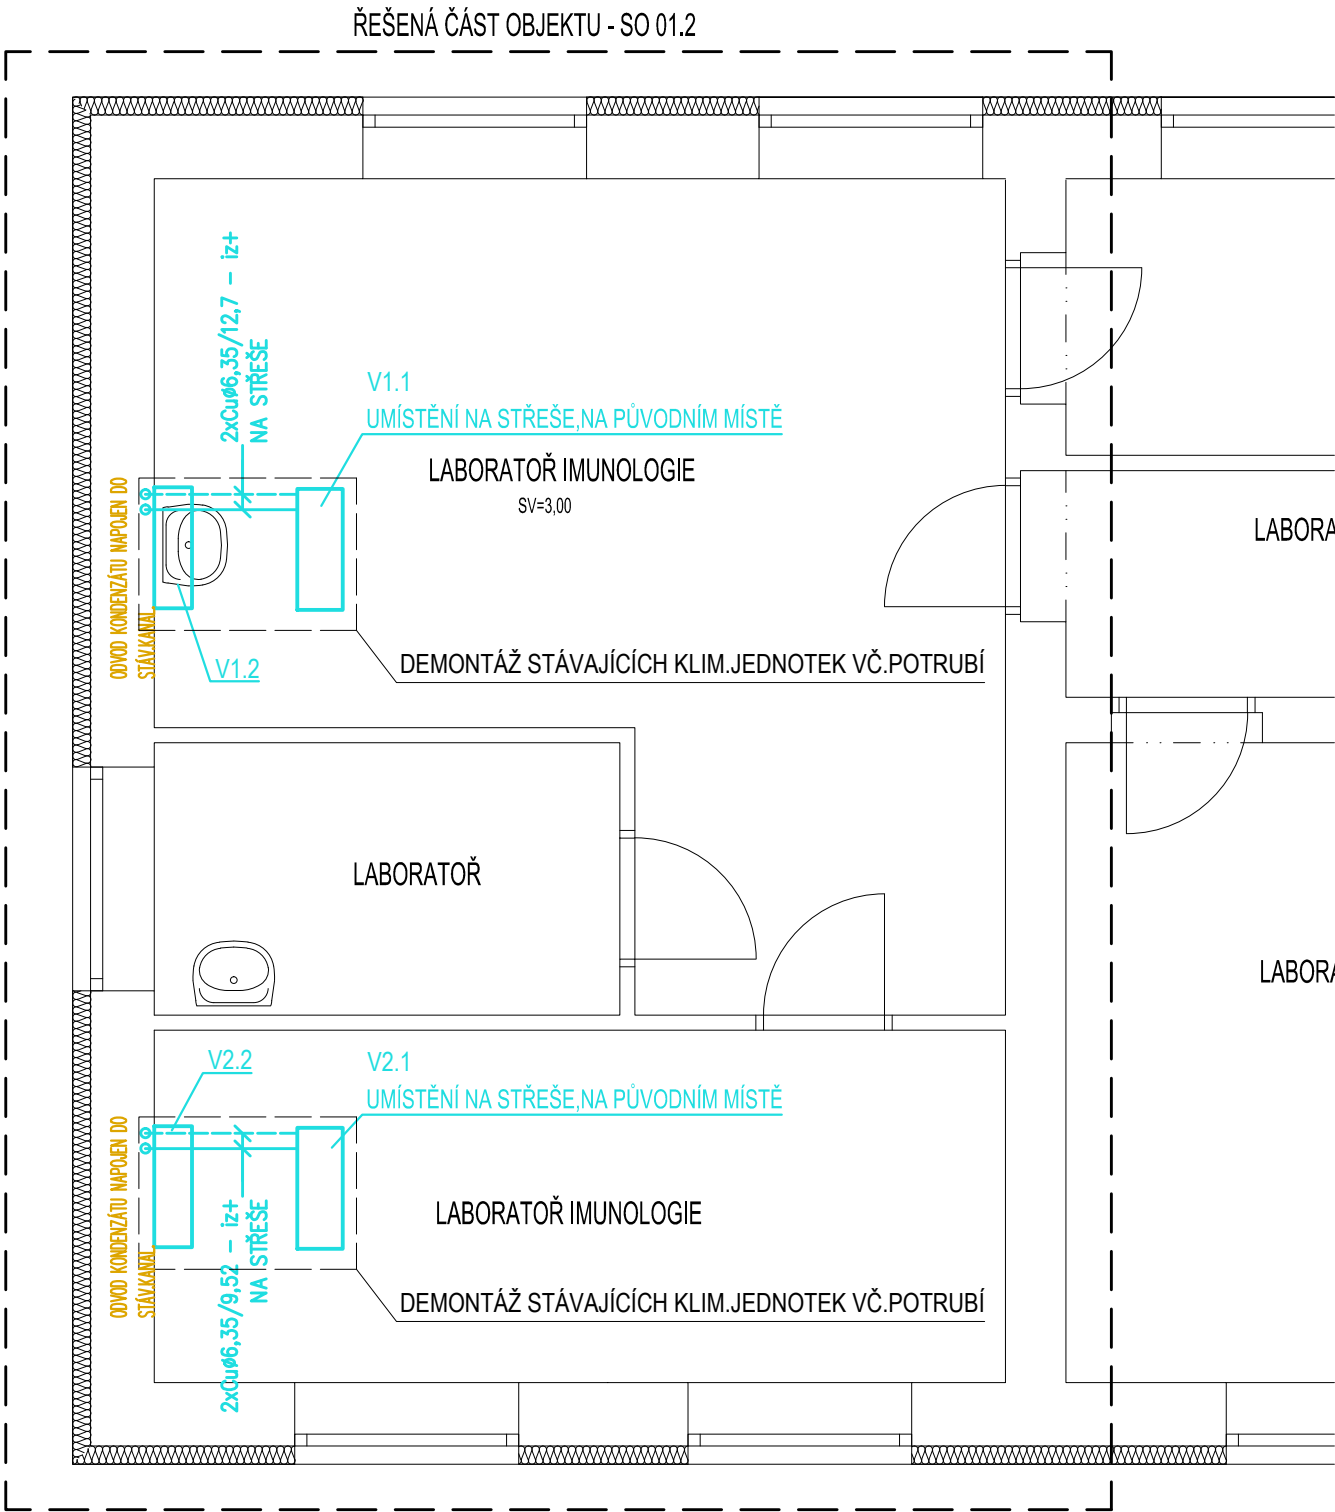 ŘEŠENÁ ČÁST OBJEKTU - SO 01.2
2xCuø6,35/12,7 - iz+
NA STŘEŠE
V1.1
UMÍSTĚNÍ NA STŘEŠE,NA PŮVODNÍM MÍSTĚ
LABORATOŘ IMUNOLOGIE
SV=3,00
ODVOD KONDENZÁTU NAPOJEN DO
STÁV.KANAL
V1.2
DEMONTÁŽ STÁVAJÍCÍCH KLIM.JEDNOTEK VČ.POTRUBÍ
LABORA
LABORATOŘ
LABORA
V2.2
V2.1
UMÍSTĚNÍ NA STŘEŠE,NA PŮVODNÍM MÍSTĚ
ODVOD KONDENZÁTU NAPOJEN DO
STÁV.KANAL
2xCuø6,35/9,52 - iz+
NA STŘEŠE
LABORATOŘ IMUNOLOGIE
DEMONTÁŽ STÁVAJÍCÍCH KLIM.JEDNOTEK VČ.POTRUBÍ